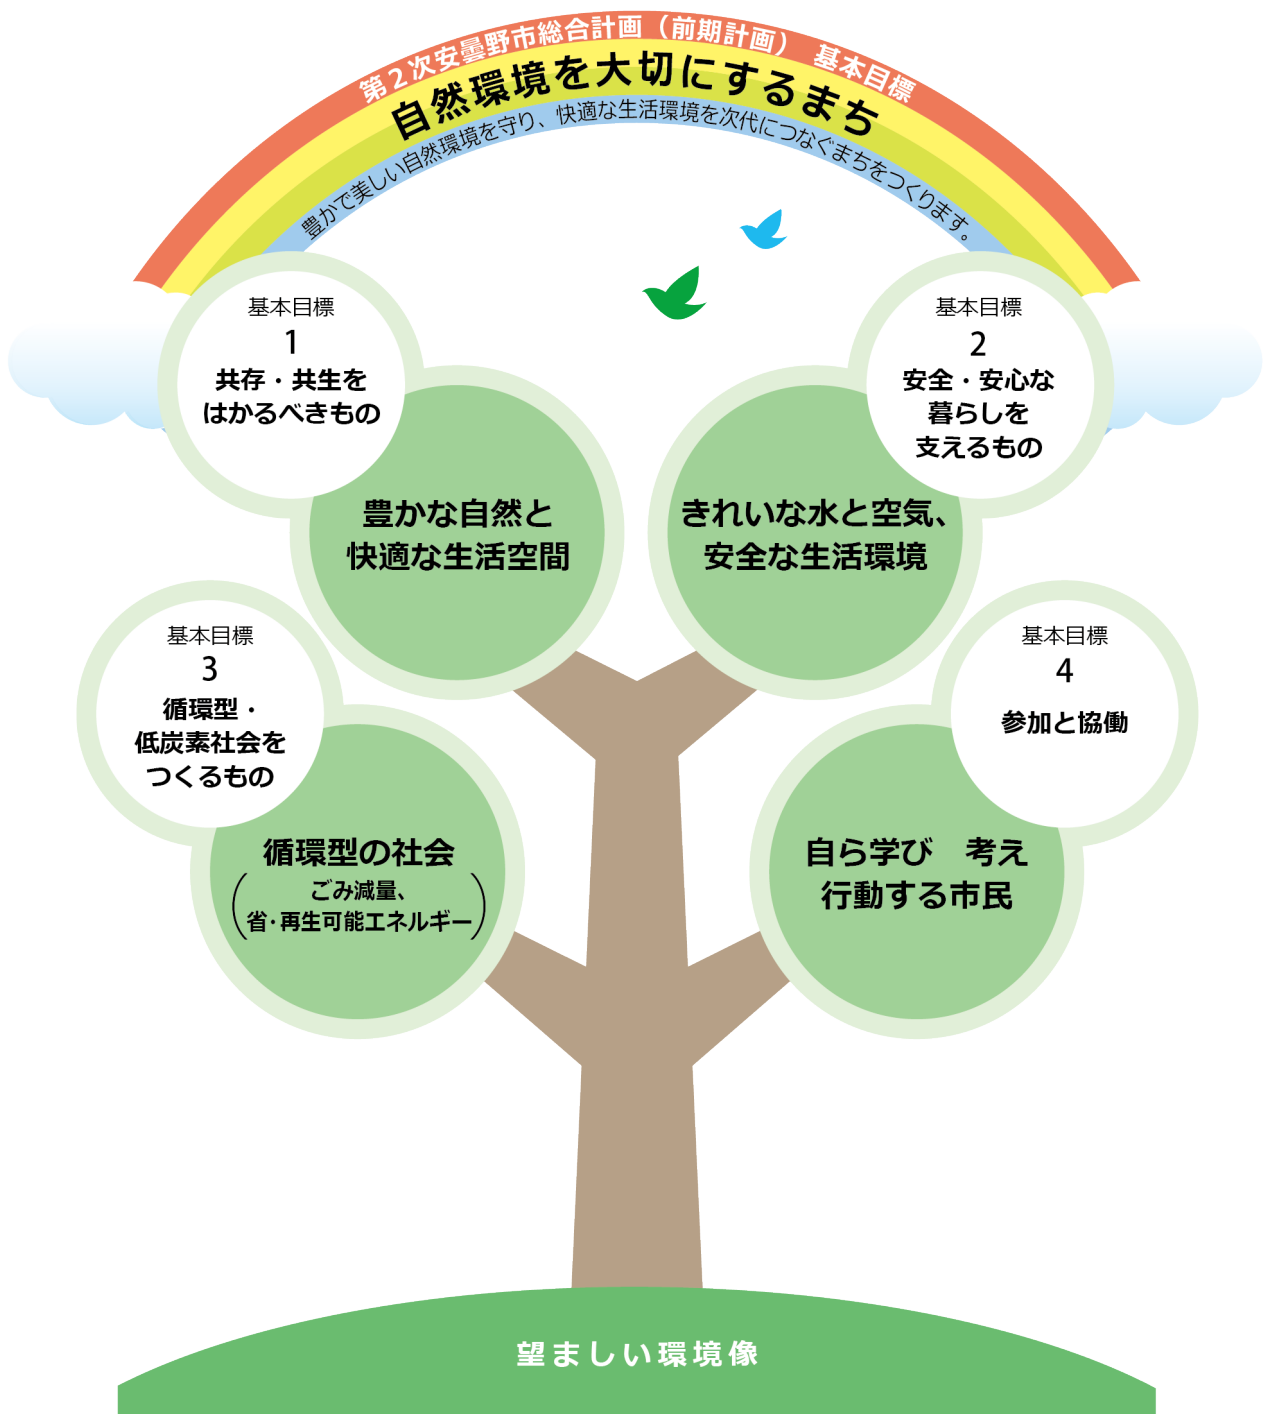 第2次安曇野市総合計画（前期計画） 基本目標
自然環境を大切にするまち
豊かで美しい自然環境を守り、快適な生活環境を次代につなぐまちをつくります。
基本目標
1
共存・共生を
はかるべきもの
豊かな自然と
快適な生活空間
基本目標
2
安全・安心な
暮らしを
支えるもの
きれいな水と空気、
安全な生活環境
基本目標
3
循環型・
低炭素社会を
つくるもの
循環型の社会
（ごみ減量、
省・再生可能エネルギー）
基本目標
4
参加と協働
自ら学び　考え
行動する市民
望ましい環境像